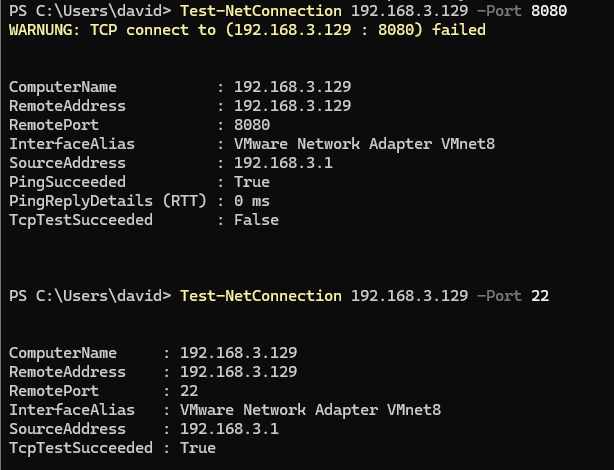 PS C:\Users\david> Test-NetConnection 192.168.3.129 -Port 8080
WARNUNG: TCP connect to (192.168.3.129 : 8080) failed
ComputerName : 192.168.3.129
RemoteAddress : 192.168.3.129
RemotePort : 8080
InterfaceAlias : VMware Network Adapter VMnet8
SourceAddress : 192.168.3.1
PingSucceeded : True
PingReplyDetails (RTT) : 0 ms
TcpTestSucceeded : False
PS C:\Users\david> Test-NetConnection 192.168.3.129 -Port 22
ComputerName : 192.168.3.129
RemoteAddress : 192.168.3.129
RemotePort : 22
InterfaceAlias : VMware Network Adapter VMnet8
SourceAddress : 192.168.3.1
TcpTestSucceeded : True